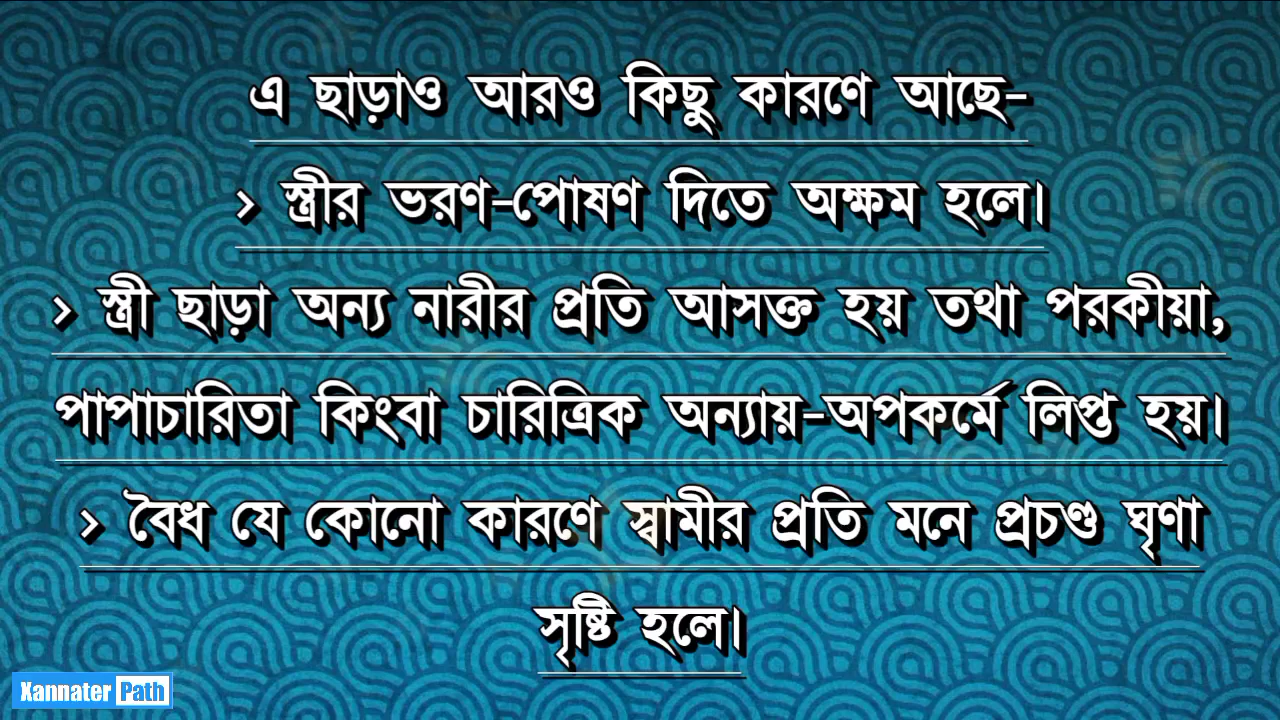 এ ছাড়াও আরও কিছু কারণে আছে-
> স্ত্রীর ভরণ-পোষণ দিতে অক্ষম হলে।
> স্ত্রী ছাড়া অন্য নারীর প্রতি আসক্ত হয় তথা পরকীয়া,
পাপাচারিতা কিংবা চারিত্রিক অন্যায়-অপকর্মে লিপ্ত হয়।
> বৈধ যে কোনো কারণে স্বামীর প্রতি মনে প্রচণ্ড ঘৃণা
সৃষ্টি হলে।
Xannater Path